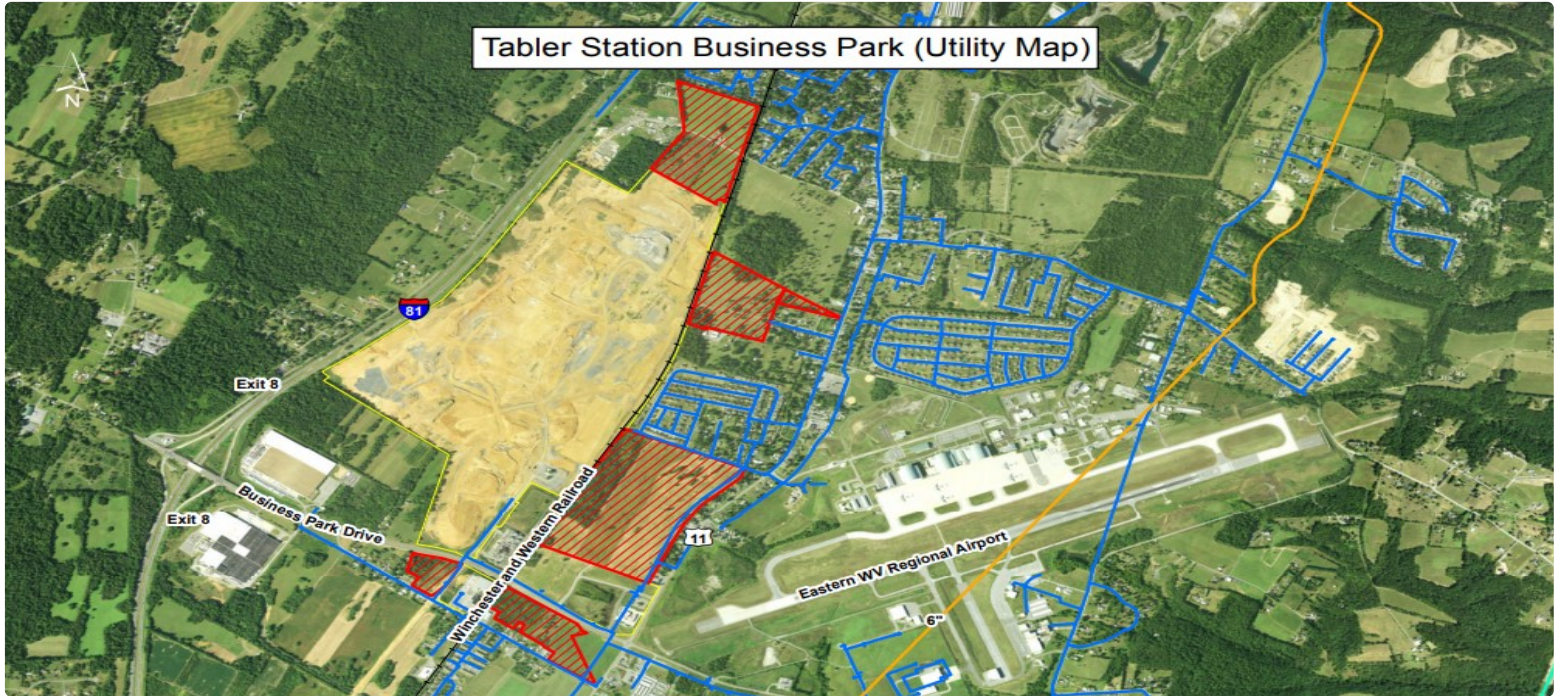 Tabler Station Business Park (Utility Map)
N
81
Exit 8
Business Park Drive
Exit 8
Winchester and Western Railroad
11
Eastern WV Regional Airport
6"